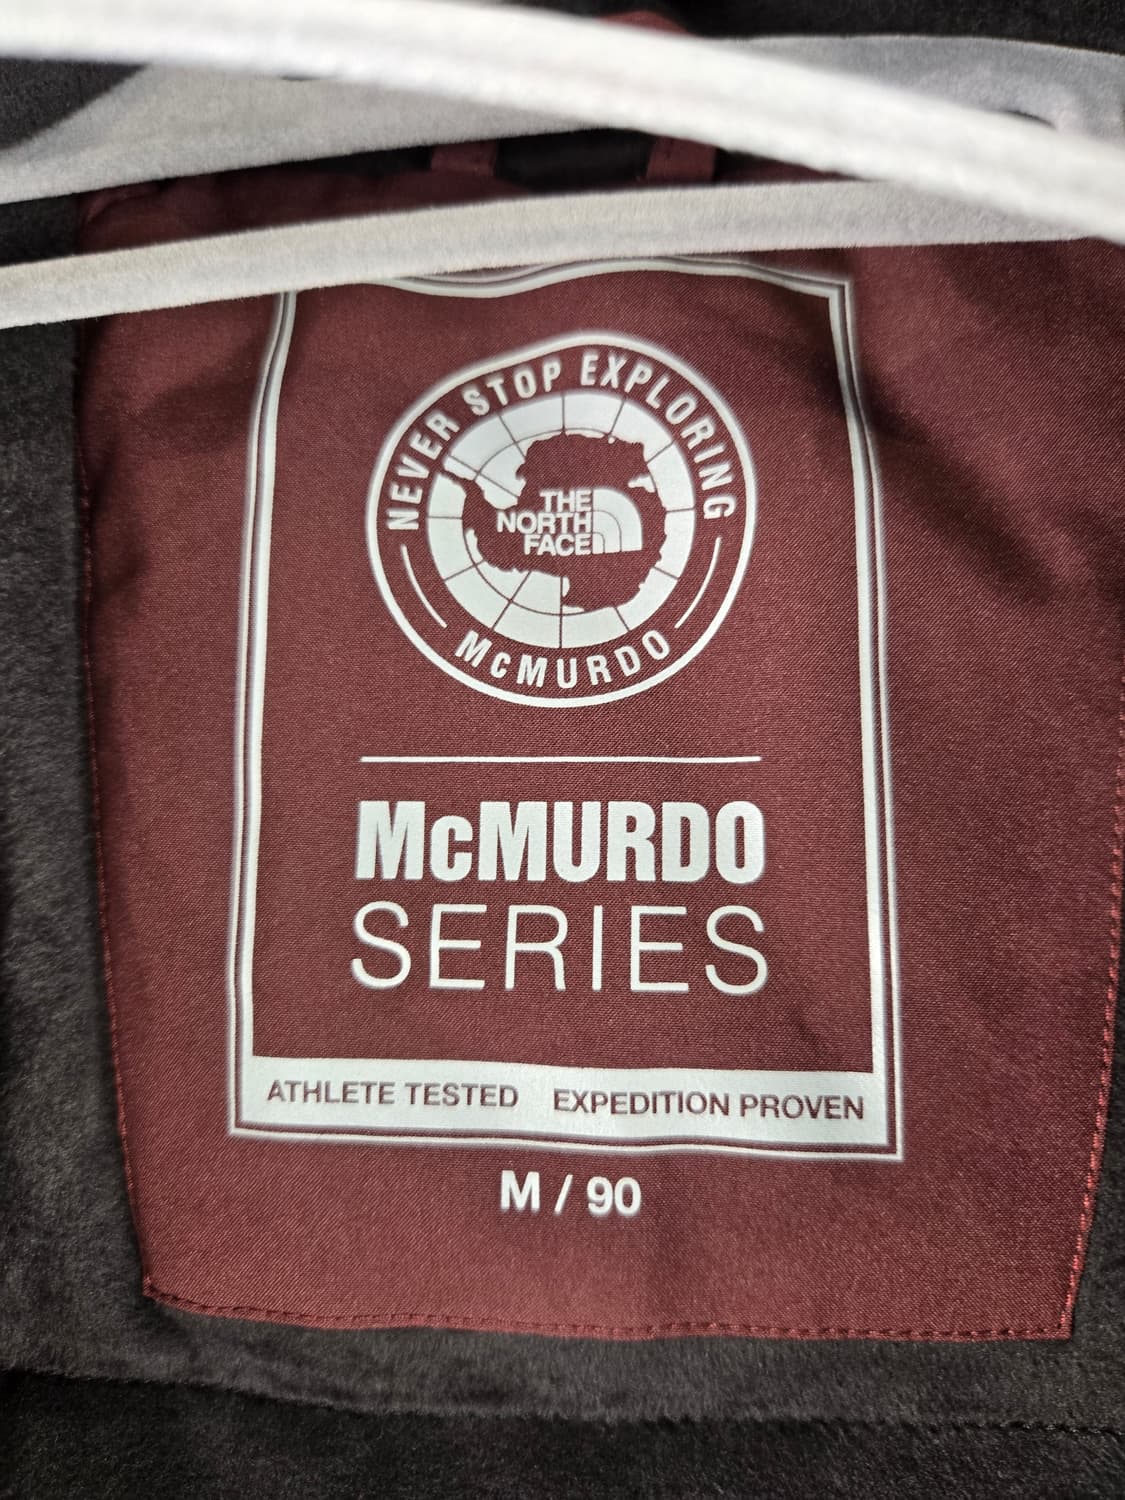 NEVER STOP EXPLORING
THE
NORTH
FACE
McMURDO
McMURDO
SERIES
ATHLETE TESTED EXPEDITION PROVEN
M / 90